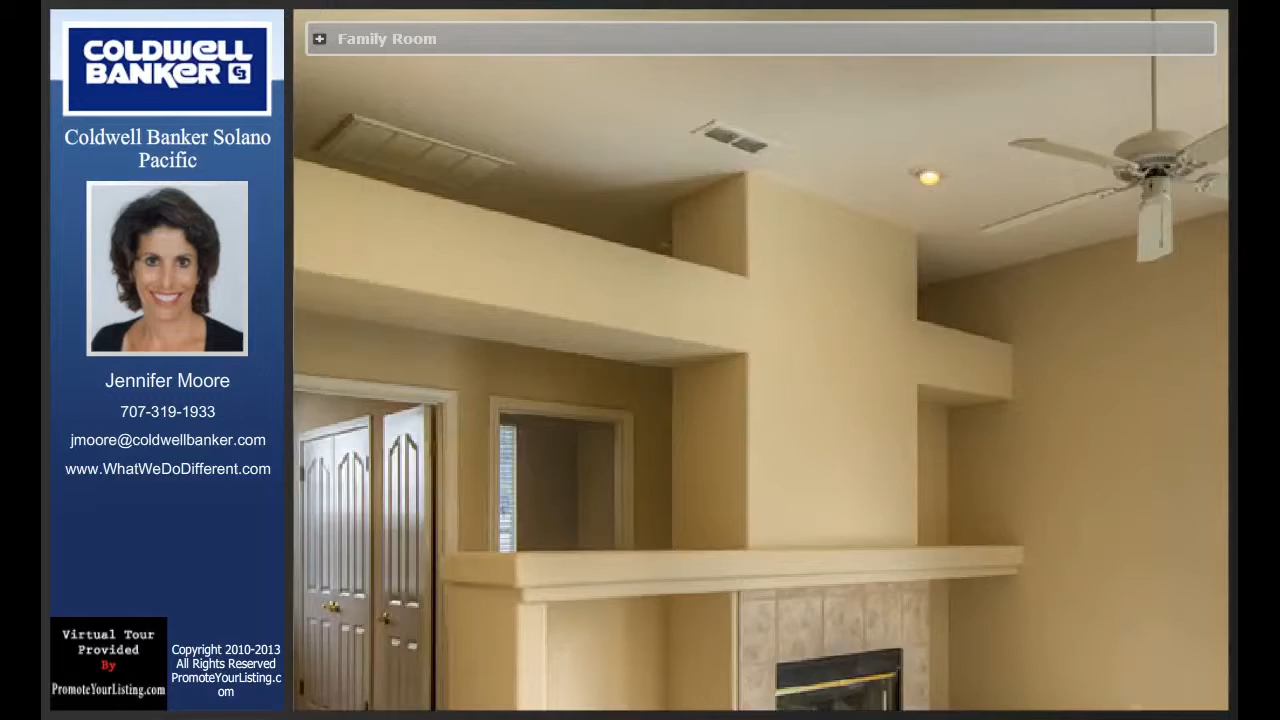 COLDWELL
BANKER
Coldwell Banker Solano
Pacific
Jennifer Moore
707-319-1933
jmoore@coldwellbanker.com
www.WhatWeDoDifferent.com
Virtual Tour
Provided
By
PromoteYourListing.com
Copyright 2010-2013
All Rights Reserved
PromoteYourListing.c
om
Family Room